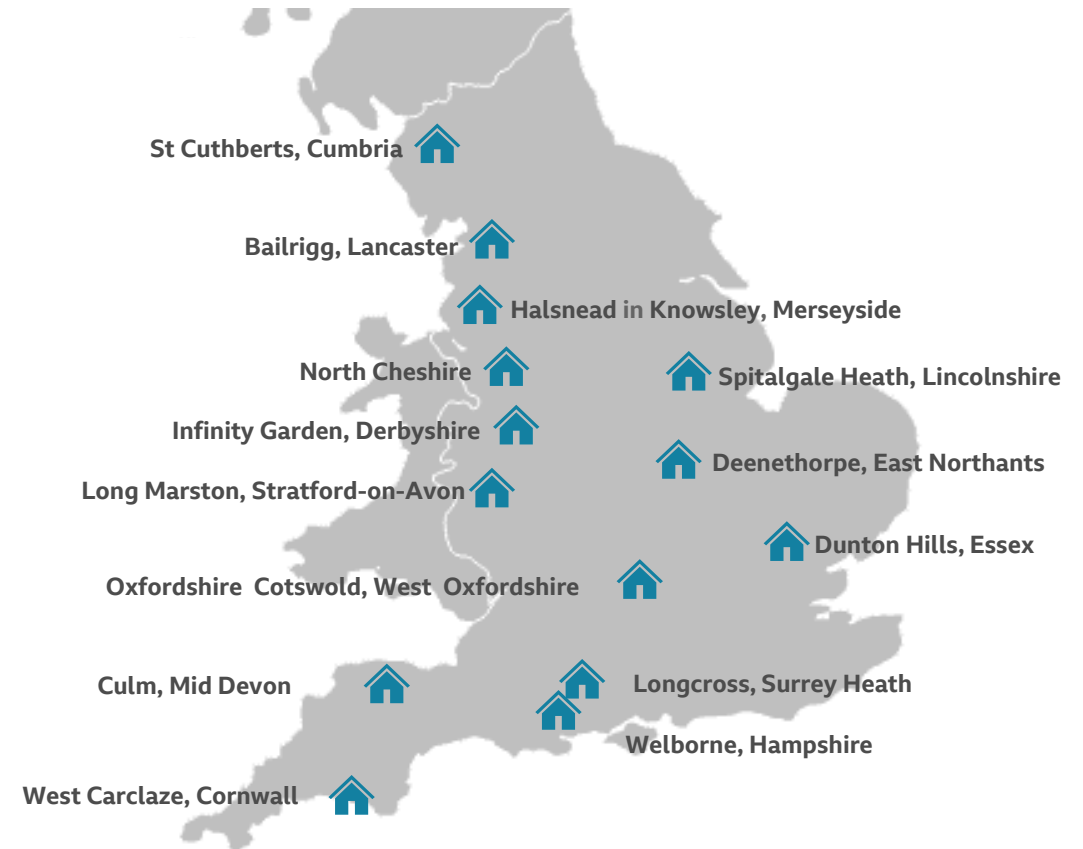 St Cuthberts, Cumbria
Bailrigg, Lancaster
Halsnead in Knowsley, Merseyside
North Cheshire
Spitalgale Heath, Lincolnshire
Infinity Garden, Derbyshire
Deenethorpe, East Northants
Long Marston, Stratford-on-Avon
Dunton Hills, Essex
Oxfordshire Cotswold, West Oxfordshire
Longcross, Surrey Heath
Culm, Mid Devon
Welborne, Hampshire
West Carclaze, Cornwall